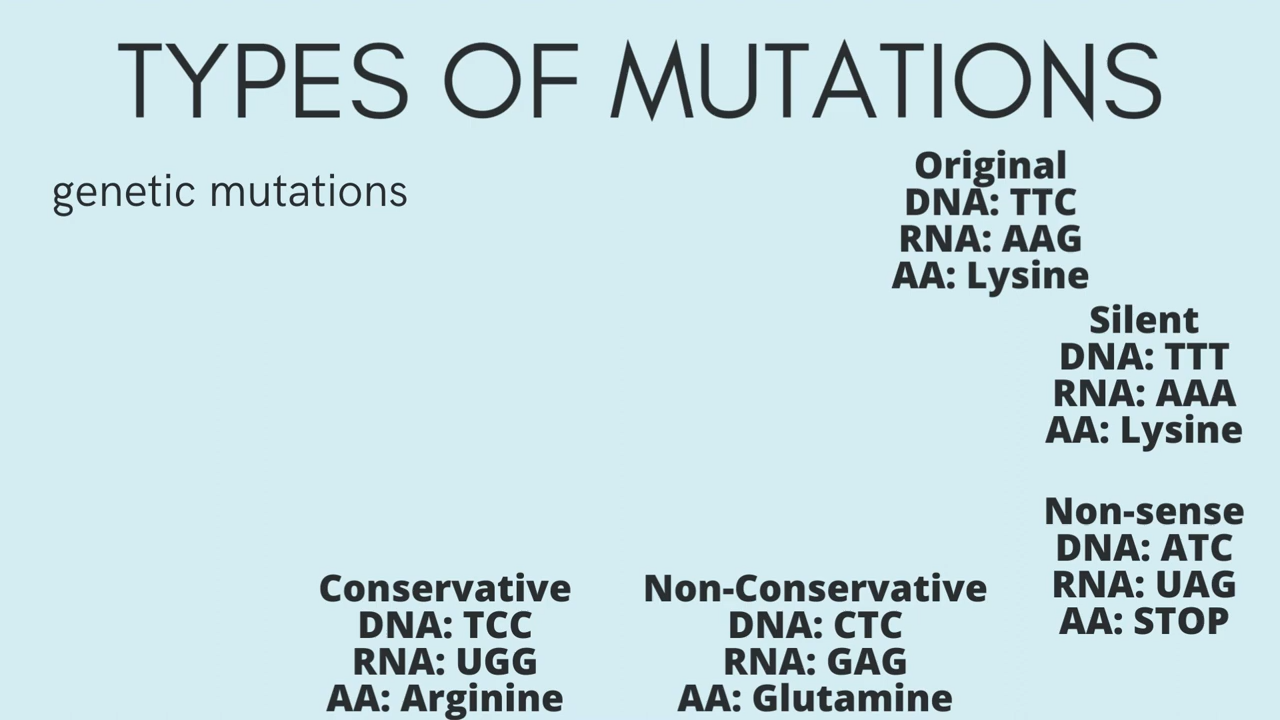 TYPES OF MUTATIONS
genetic mutations
Original
DNA: TTC
RNA: AAG
AA: Lysine
Silent
DNA: TTT
RNA: AAA
AA: Lysine
Non-sense
DNA: ATC
RNA: UAG
AA: STOP
Conservative
DNA: TCC
RNA: UGG
AA: Arginine
Non-Conservative
DNA: CTC
RNA: GAG
AA: Glutamine